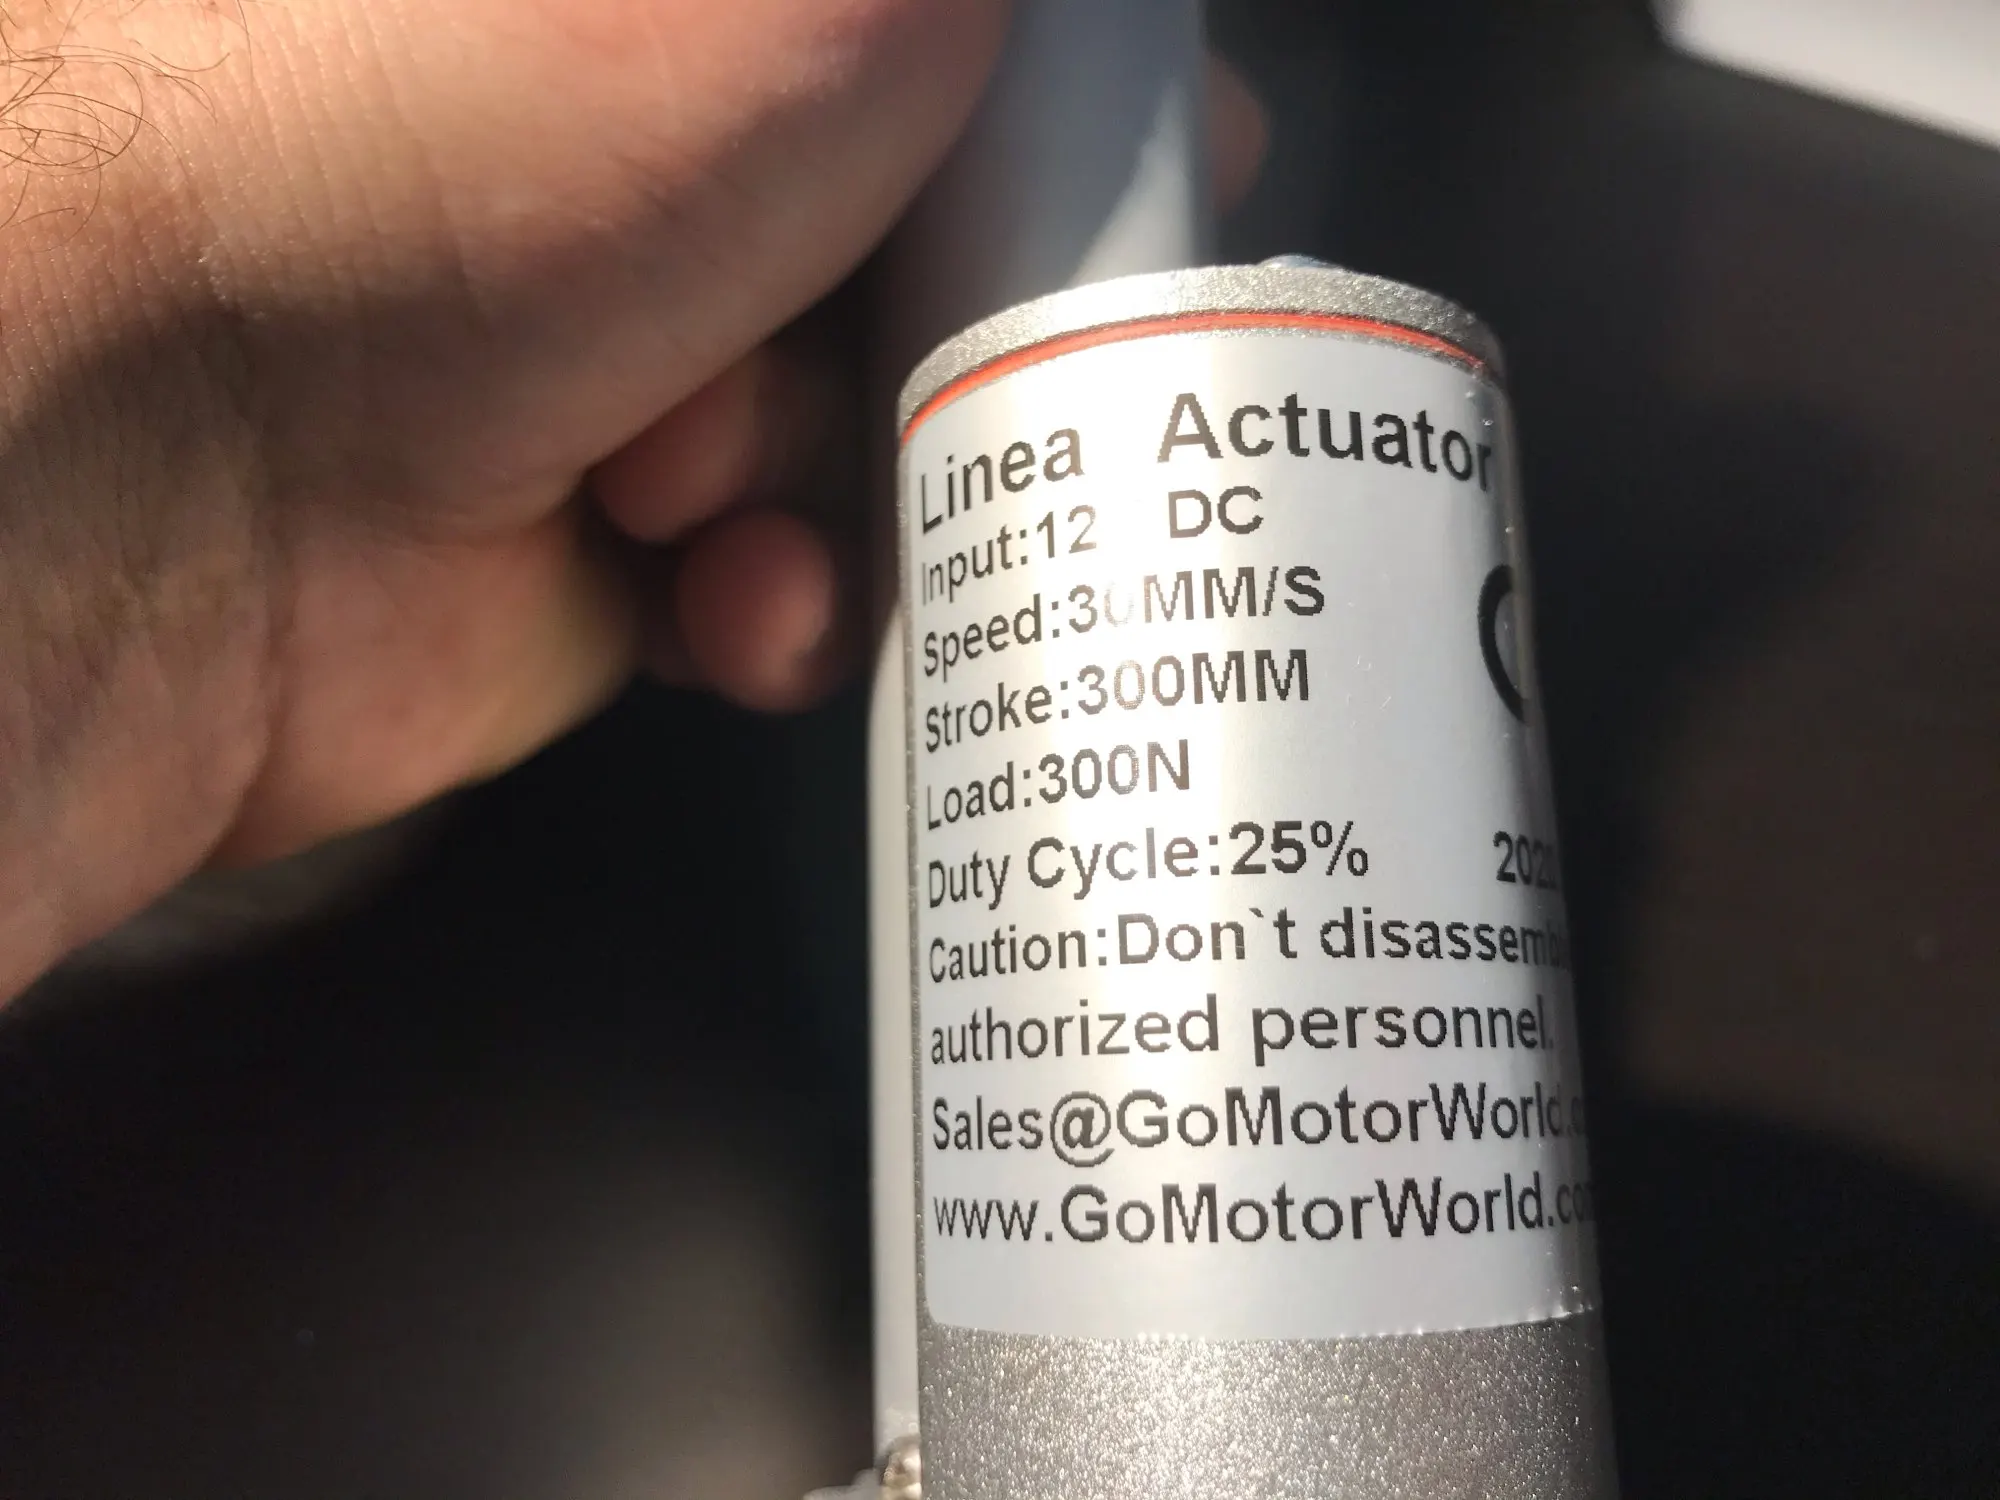 Linea Actuator
Input:12 DC
Speed:30MM/S
Stroke:300MM
Load:300N
Duty Cycle:25%
Caution:Don`t
authorized personnel.
Sales@GoMotorWorld.
www.GoMotorWorld.co